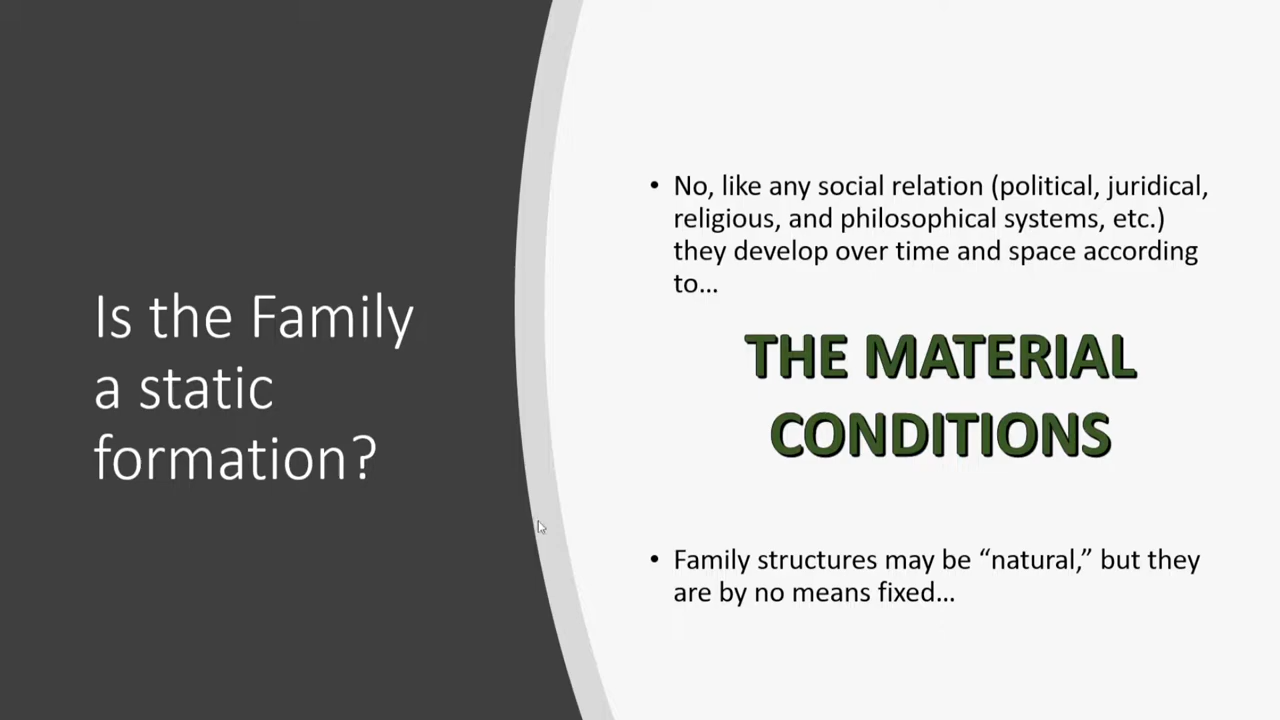 Is the Family
a static
formation?
• No, like any social relation (political, juridical,
religious, and philosophical systems, etc.)
they develop over time and space according
to…
THE MATERIAL
CONDITIONS
• Family structures may be “natural,” but they
are by no means fixed…